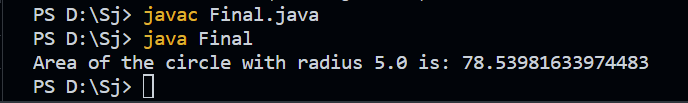 PS D:\Sj> javac Final.java
PS D:\Sj> java Final
Area of the circle with radius 5.0 is: 78.53981633974483
PS D:\Sj>